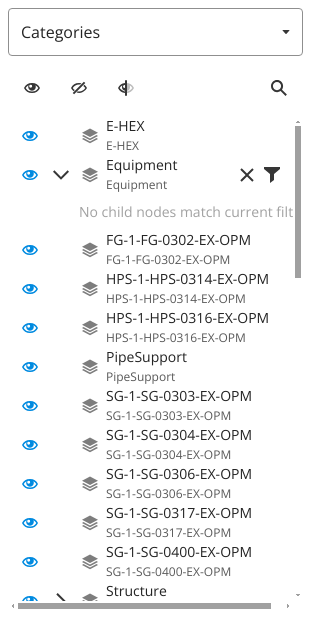 Categories
E-HEX
E-HEX
Equipment
Equipment
No child nodes match current filt
FG-1-FG-0302-EX-OPM
FG-1-FG-0302-EX-OPM
HPS-1-HPS-0314-EX-OPM
HPS-1-HPS-0314-EX-OPM
HPS-1-HPS-0316-EX-OPM
HPS-1-HPS-0316-EX-OPM
PipeSupport
PipeSupport
SG-1-SG-0303-EX-OPM
SG-1-SG-0303-EX-OPM
SG-1-SG-0304-EX-OPM
SG-1-SG-0304-EX-OPM
SG-1-SG-0306-EX-OPM
SG-1-SG-0306-EX-OPM
SG-1-SG-0317-EX-OPM
SG-1-SG-0317-EX-OPM
SG-1-SG-0400-EX-OPM
SG-1-SG-0400-EX-OPM
Structure